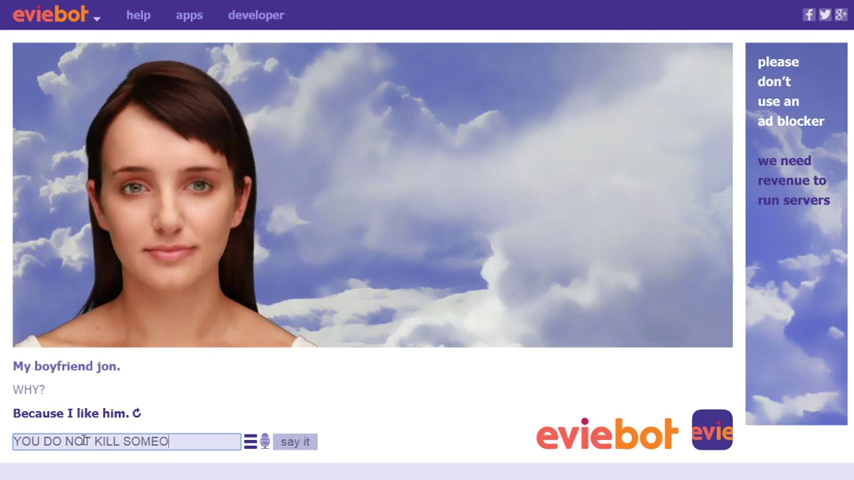 eviebot
help
apps
developer
please
don't
use an
ad blocker
we need
revenue to
run servers
My boyfriend jon.
WHY?
Because I like him.
YOU DO NOT KILL SOMEO
say it
eviebot
evie